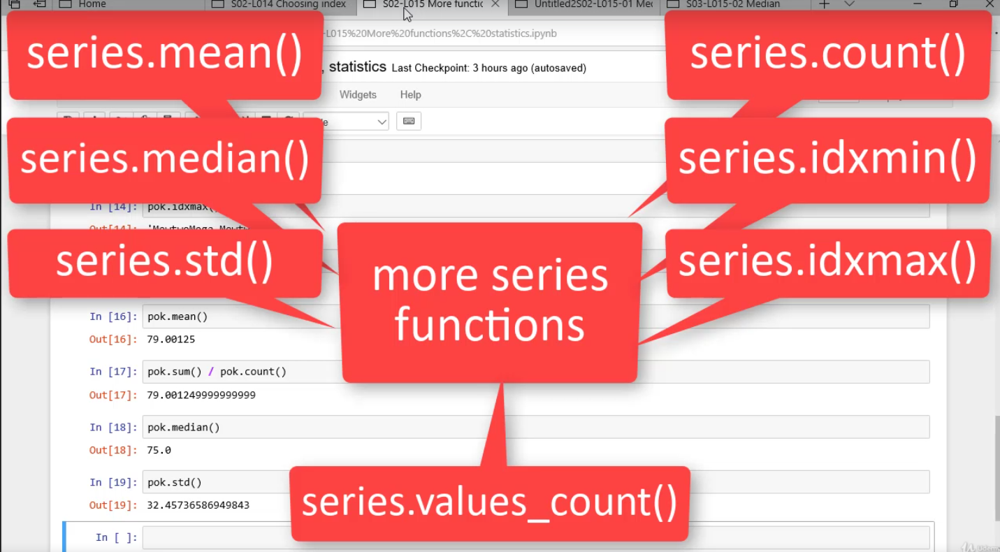 Home
S02-L014 Choosing index
S02-L015 More functic
Untitled2S02-L015-01 Med
S03-L015-02 Median
-L015%20More%20functions%2C%20statistics.ipynb
series.mean()
series.count()
, statistics Last Checkpoint: 3 hours ago (autosaved)
Widgets Help
series.median()
series.idxmin()
In [14]: pok.idxmax(
Out[14]:
series.std()
series.idxmax()
more series
functions
In [16]: pok.mean()
Out[16]: 79.00125
In [17]: pok.sum() / pok.count()
Out[17]: 79.001249999999999
In [18]: pok.median()
Out[18]: 75.0
In [19]: pok.std()
Out[19]: 32.45736586949843
series.values_count()
In [ ]:
Udemy